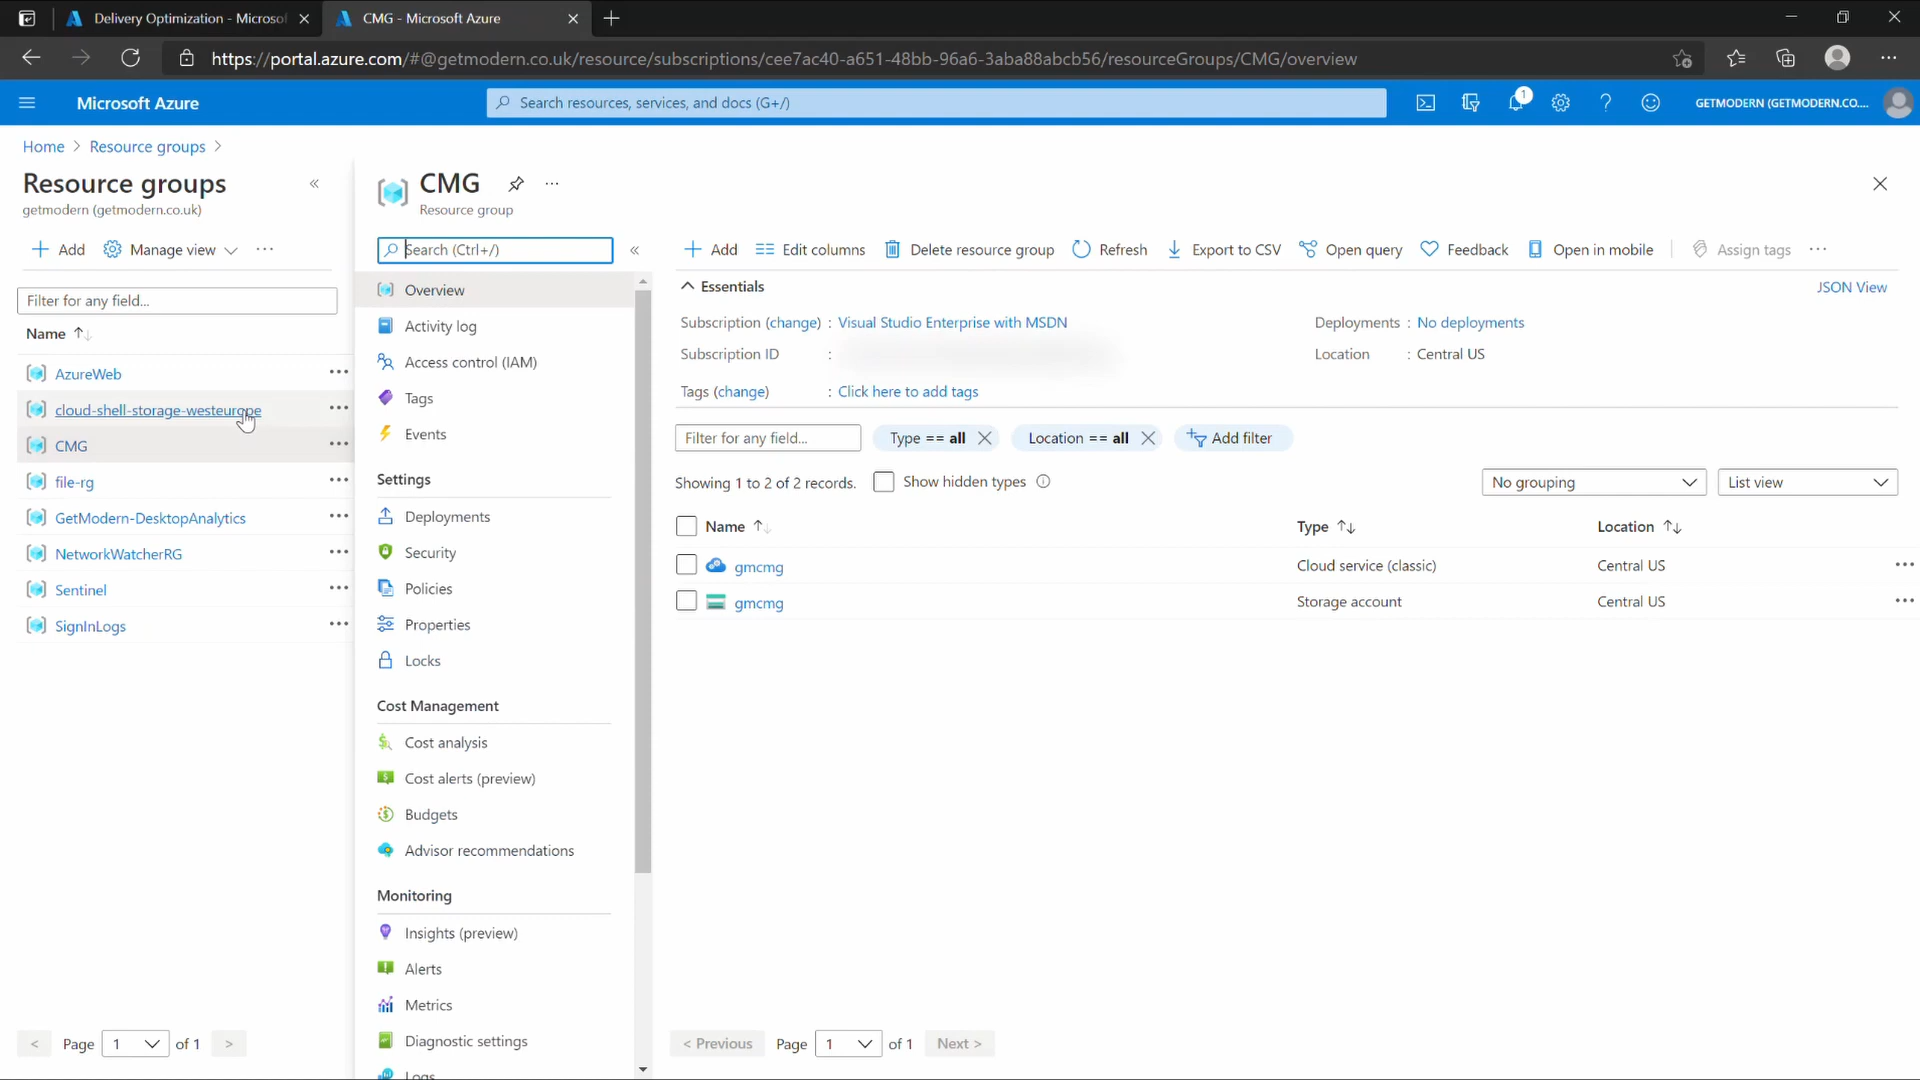 Delivery Optimization - Microsof
CMG - Microsoft Azure
https://portal.azure.com/#@getmodern.co.uk/resource/subscriptions/cee7ac40-a651-48bb-96a6-3aba88abcb56/resourceGroups/CMG/overview
Microsoft Azure
Search resources, services, and docs (G+/)
1
GETMODERN (GETMODERN.CO....
Home > Resource groups >
Resource groups
getmodern (getmodern.co.uk)
Add
Manage view
Filter for any field...
Name
AzureWeb
cloud-shell-storage-westeurope
CMG
file-rg
GetModern-DesktopAnalytics
NetworkWatcherRG
Sentinel
SignInLogs
< Page 1 of 1 >
CMG
Resource group
Search (Ctrl+/)
Overview
Activity log
Access control (IAM)
Tags
Events
Settings
Deployments
Security
Policies
Properties
Locks
Cost Management
Cost analysis
Cost alerts (preview)
Budgets
Advisor recommendations
Monitoring
Insights (preview)
Alerts
Metrics
Diagnostic settings
Logs
Add Edit columns Delete resource group Refresh Export to CSV Open query Feedback Open in mobile Assign tags
Essentials
JSON View
Subscription (change) : Visual Studio Enterprise with MSDN
Deployments : No deployments
Subscription ID :
Location : Central US
Tags (change) : Click here to add tags
Filter for any field... Type == all Location == all Add filter
Showing 1 to 2 of 2 records. Show hidden types
No grouping List view
Name Type Location
gmcmg Cloud service (classic) Central US
gmcmg Storage account Central US
< Previous Page 1 of 1 Next >